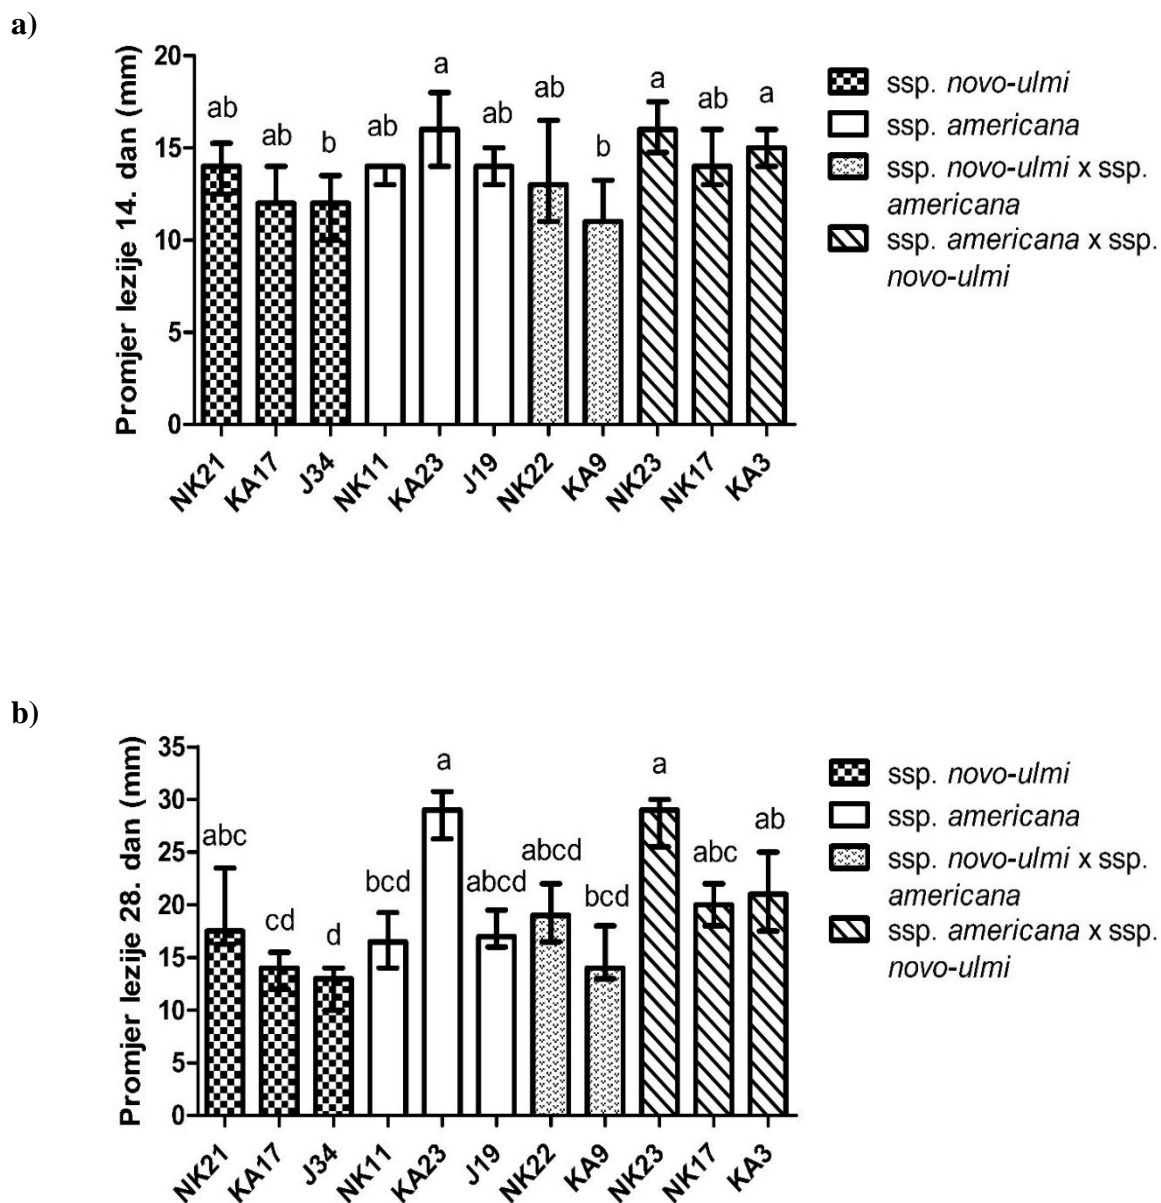 a)
Promjer lezije 14. dan (mm)
20
15
10
5
0
ab
ab
b
ab
a
ab
ab
b
a
ab
a
NK21
KA17
J34
NK11
KA23
J19
NK22
KA9
NK23
NK17
KA3
ssp. novo-ulmi
ssp. americana
ssp. novo-ulmi x ssp.
americana
ssp. americana x ssp.
novo-ulmi
b)
Promjer lezije 28. dan (mm)
35
30
25
20
15
10
5
0
abc
cd
d
bcd
a
abcd
abcd
bcd
a
abc
ab
NK21
KA17
J34
NK11
KA23
J19
NK22
KA9
NK23
NK17
KA3
ssp. novo-ulmi
ssp. americana
ssp. novo-ulmi x ssp.
americana
ssp. americana x ssp.
novo-ulmi